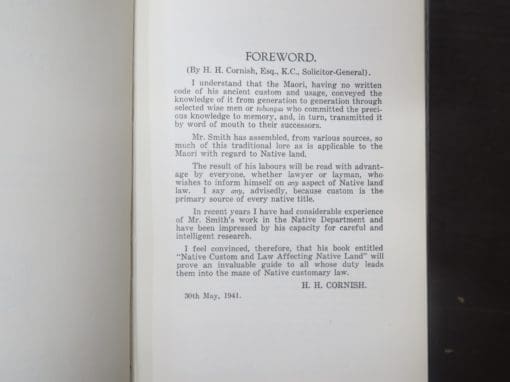 FOREWORD.
(By H. H. Cornish, Esq., K.C., Solicitor-General).
I understand that the Maori, having no written
code of his ancient custom and usage, conveyed the
knowledge of it from generation to generation through
selected wise men or tohungas who committed the preci-
ous knowledge to memory, and, in turn, transmitted it
by word of mouth to their successors.
Mr. Smith has assembled, from various sources, so
much of this traditional lore as is applicable to the
Maori with regard to Native land.
The result of his labours will be read with advant-
age by everyone, whether lawyer or layman, who
wishes to inform himself on any aspect of Native land
law. I say any, advisedly, because custom is the
primary source of every native title.
In recent years I have had considerable experience
of Mr. Smith's work in the Native Department and
have been impressed by his capacity for careful and
intelligent research.
I feel convinced, therefore, that his book entitled
"Native Custom and Law Affecting Native Land" will
prove an invaluable guide to all whose duty leads
them into the maze of Native customary law.
H. H. CORNISH.
30th May, 1941.